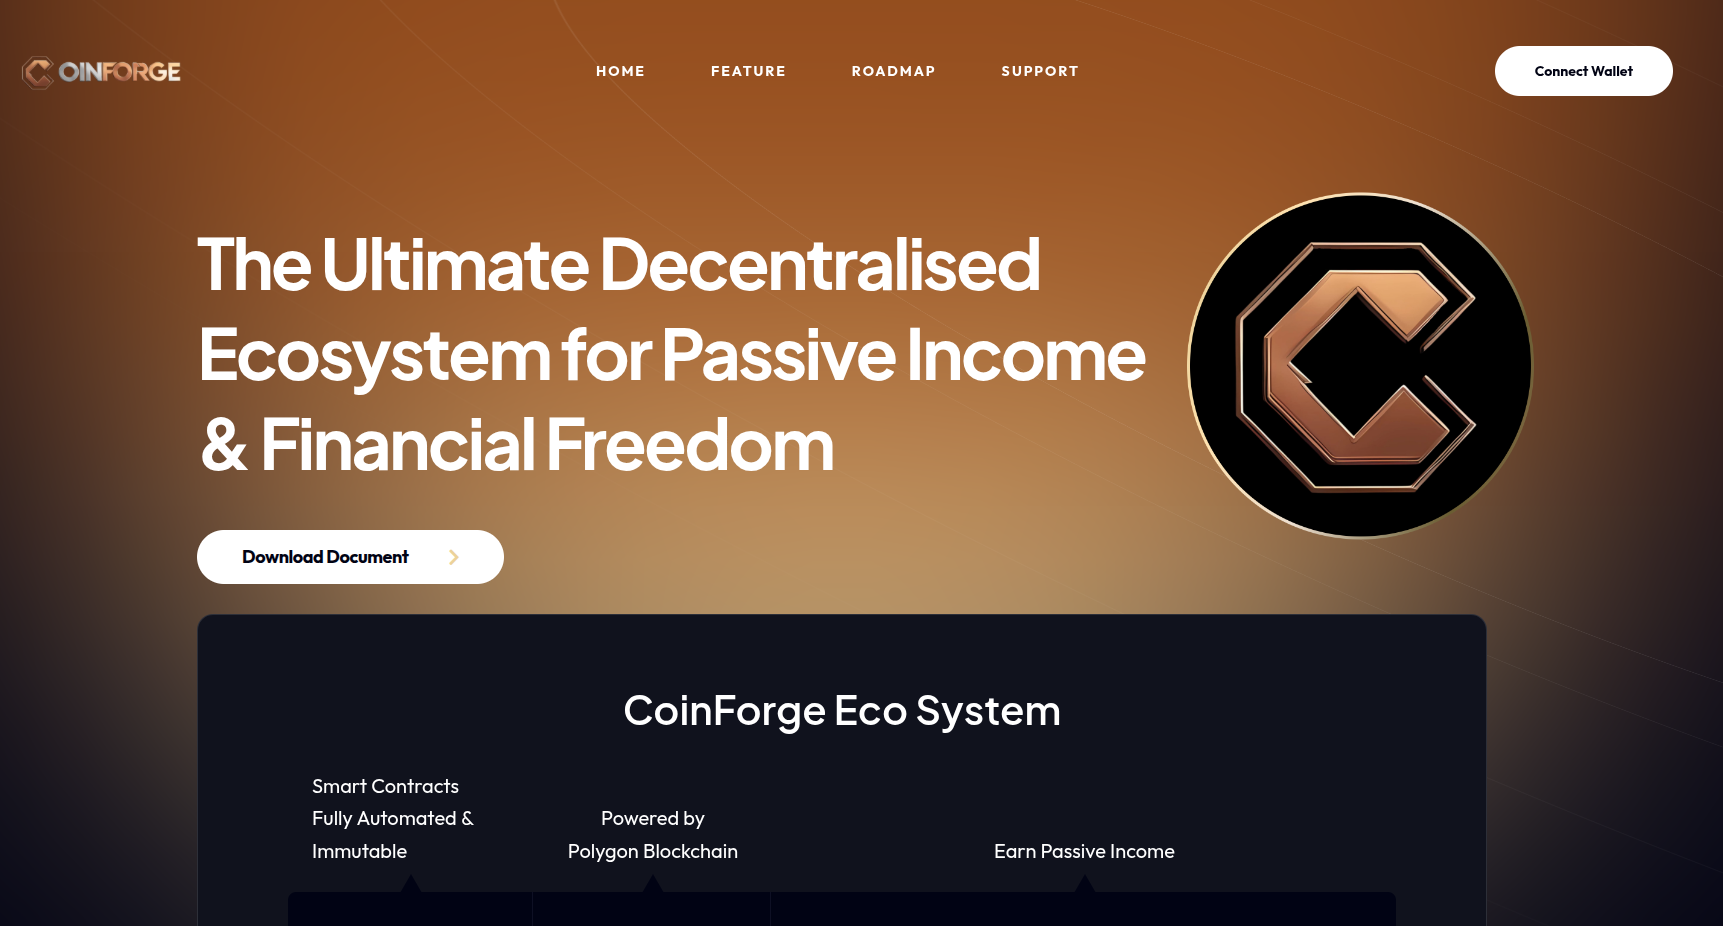 COINFORGE
HOME
FEATURE
ROADMAP
SUPPORT
Connect Wallet
The Ultimate Decentralised
Ecosystem for Passive Income
& Financial Freedom
Download Document
CoinForge Eco System
Smart Contracts
Fully Automated &
Immutable
Powered by
Polygon Blockchain
Earn Passive Income